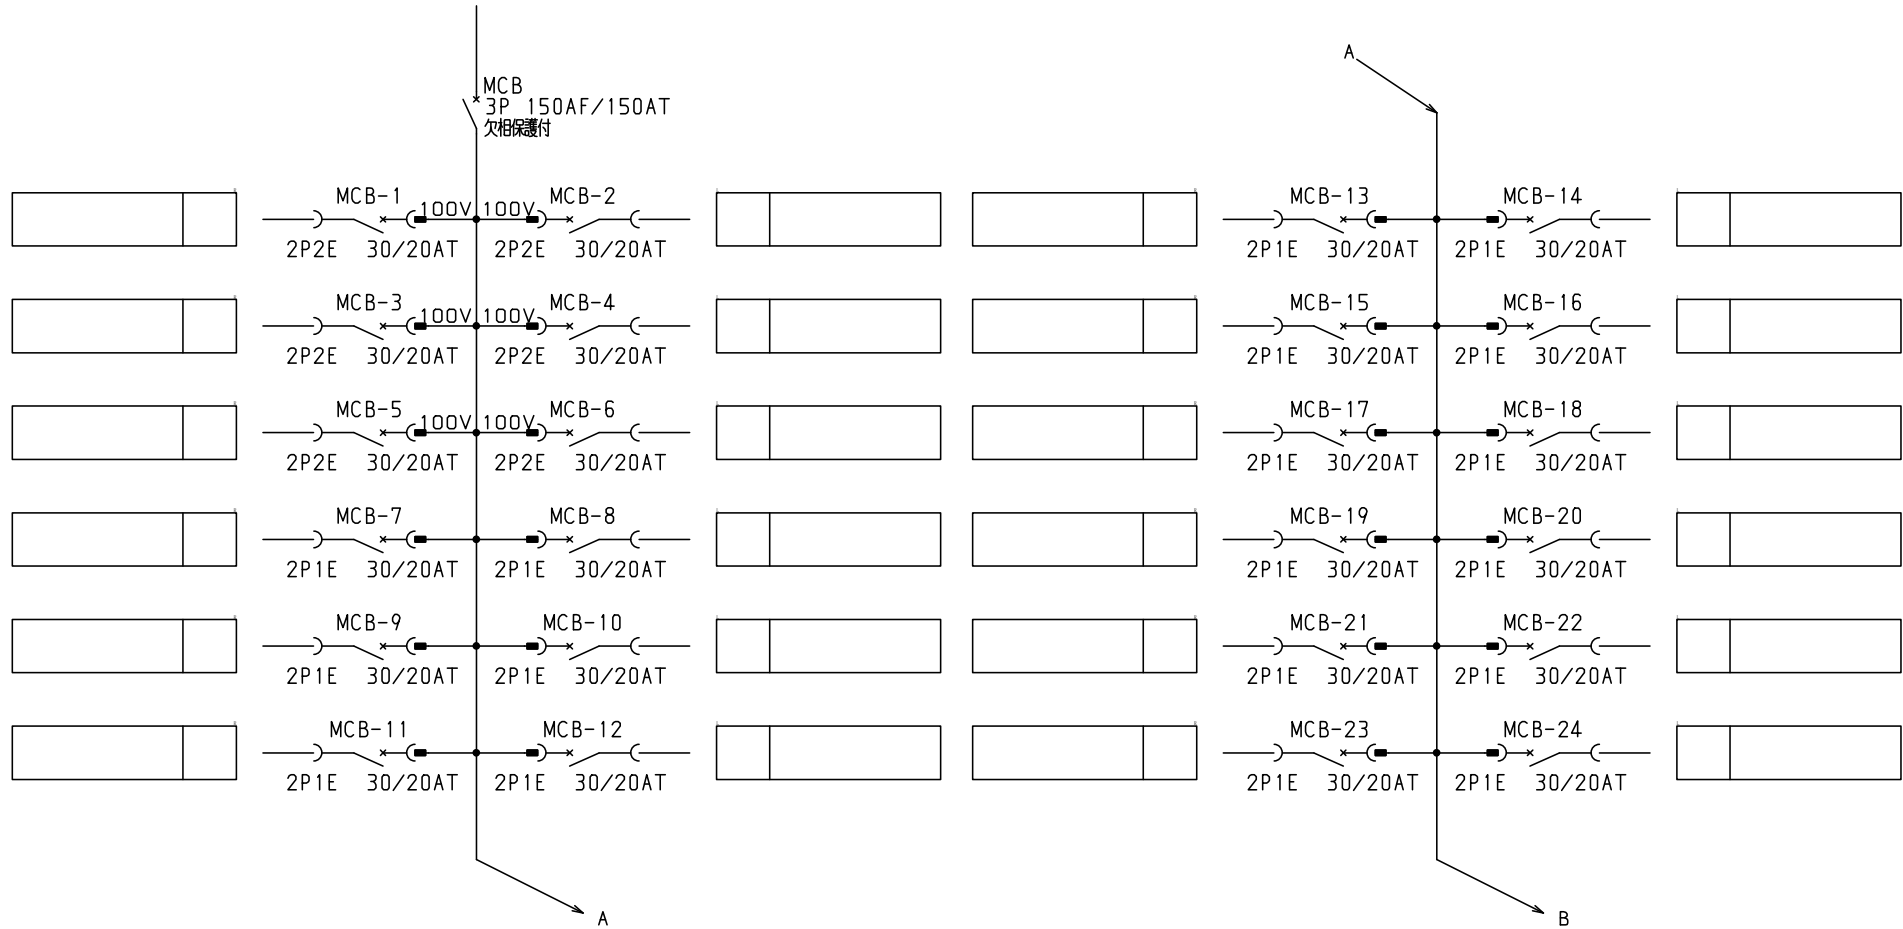 MCB
3P 150AF/150AT
欠相保護付
MCB-1 100V 100V MCB-2
2P2E 30/20AT 2P2E 30/20AT
MCB-3 100V 100V MCB-4
2P2E 30/20AT 2P2E 30/20AT
MCB-5 100V 100V MCB-6
2P2E 30/20AT 2P2E 30/20AT
MCB-7 MCB-8
2P1E 30/20AT 2P1E 30/20AT
MCB-9 MCB-10
2P1E 30/20AT 2P1E 30/20AT
MCB-11 MCB-12
2P1E 30/20AT 2P1E 30/20AT
A
A
MCB-13 MCB-14
2P1E 30/20AT 2P1E 30/20AT
MCB-15 MCB-16
2P1E 30/20AT 2P1E 30/20AT
MCB-17 MCB-18
2P1E 30/20AT 2P1E 30/20AT
MCB-19 MCB-20
2P1E 30/20AT 2P1E 30/20AT
MCB-21 MCB-22
2P1E 30/20AT 2P1E 30/20AT
MCB-23 MCB-24
2P1E 30/20AT 2P1E 30/20AT
B